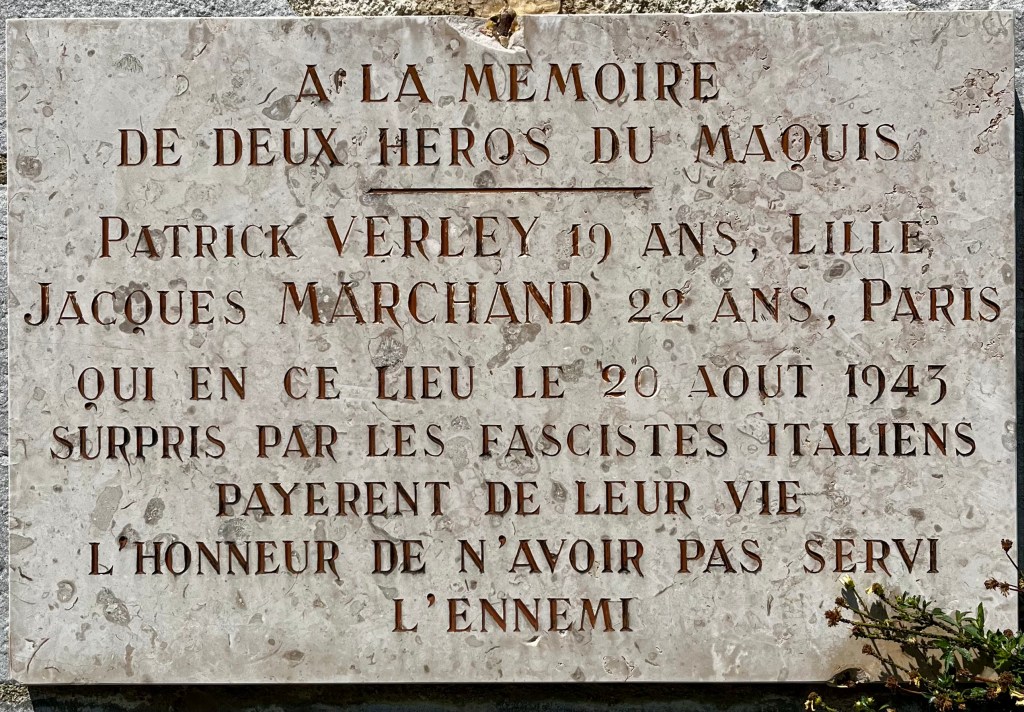 A LA MEMOIRE
DE DEUX HEROS DU MAQUIS
PATRICK VERLEY 19 ANS, LILLE
JACQUES MARCHAND 22 ANS, PARIS
QUI EN CE LIEU LE 20 AOUT 1943
SURPRIS PAR LES FASCISTES ITALIENS
PAYERENT DE LEUR VIE
L'HONNEUR DE N'AVOIR PAS SERVI
L'ENNEMI